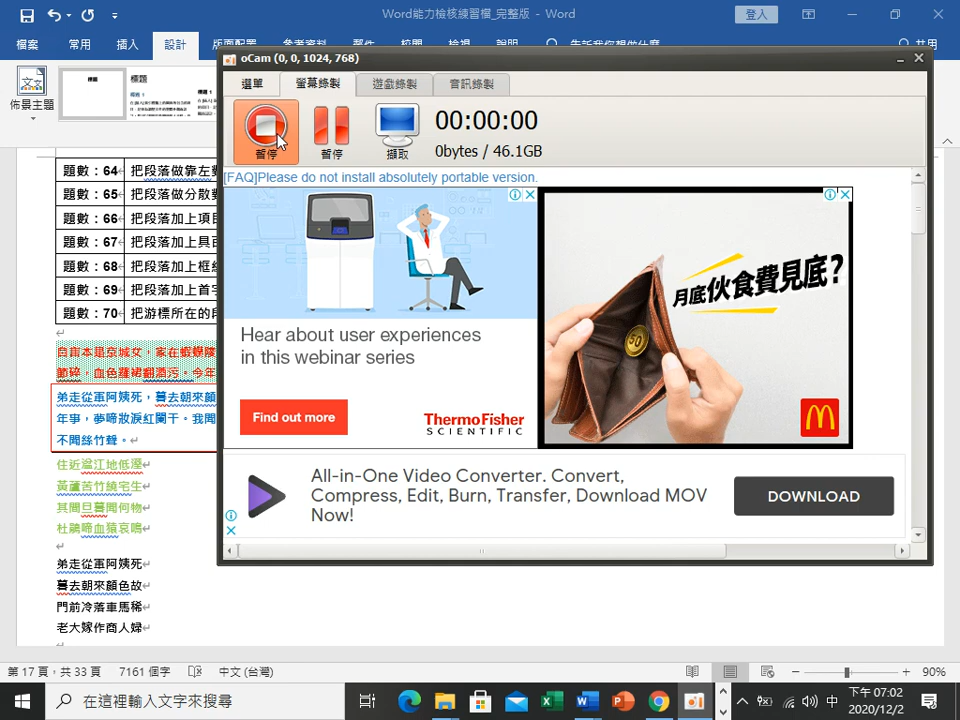 Word能力檢核練習檔_完整版 - Word
登入
檔案
常用
插入
設計
檢視
說明
共用
佈景主題
標題
標題
標題 1
oCam (0, 0, 1024, 768)
選單
螢幕錄製
遊戲錄製
音訊錄製
暫停
暫停
擷取
00:00:00
0bytes / 46.1GB
[FAQ]Please do not install absolutely portable version.
Hear about user experiences
in this webinar series
Find out more
ThermoFisher
SCIENTIFIC
月底伙食費見底?
50
All-in-One Video Converter. Convert,
Compress, Edit, Burn, Transfer, Download MOV
Now!
DOWNLOAD
題數：64 把段落做靠左
題數：65 把段落做分散
題數：66 把段落加上項
題數：67 把段落加上具
題數：68 把段落加上框
題數：69 把段落加上首
題數：70 把游標所在的
自言本是京城女，家在蝦蟆陵
節碎，血色羅裙翻酒污。今年
弟走從軍阿姨死，暮去朝來顏
年事，夢啼妝淚紅闌干。我聞
不聞絲竹聲。
住近湓江地低溼
黃蘆苦竹繞宅生
其間旦暮聞何物
杜鵑啼血猿哀鳴
弟走從軍阿姨死
暮去朝來顏色故
門前冷落車馬稀
老大嫁作商人婦
第 17 頁，共 33 頁
7161 個字
中文 (台灣)
90%
在這裡輸入文字來搜尋
中
下午 07:02
2020/12/2